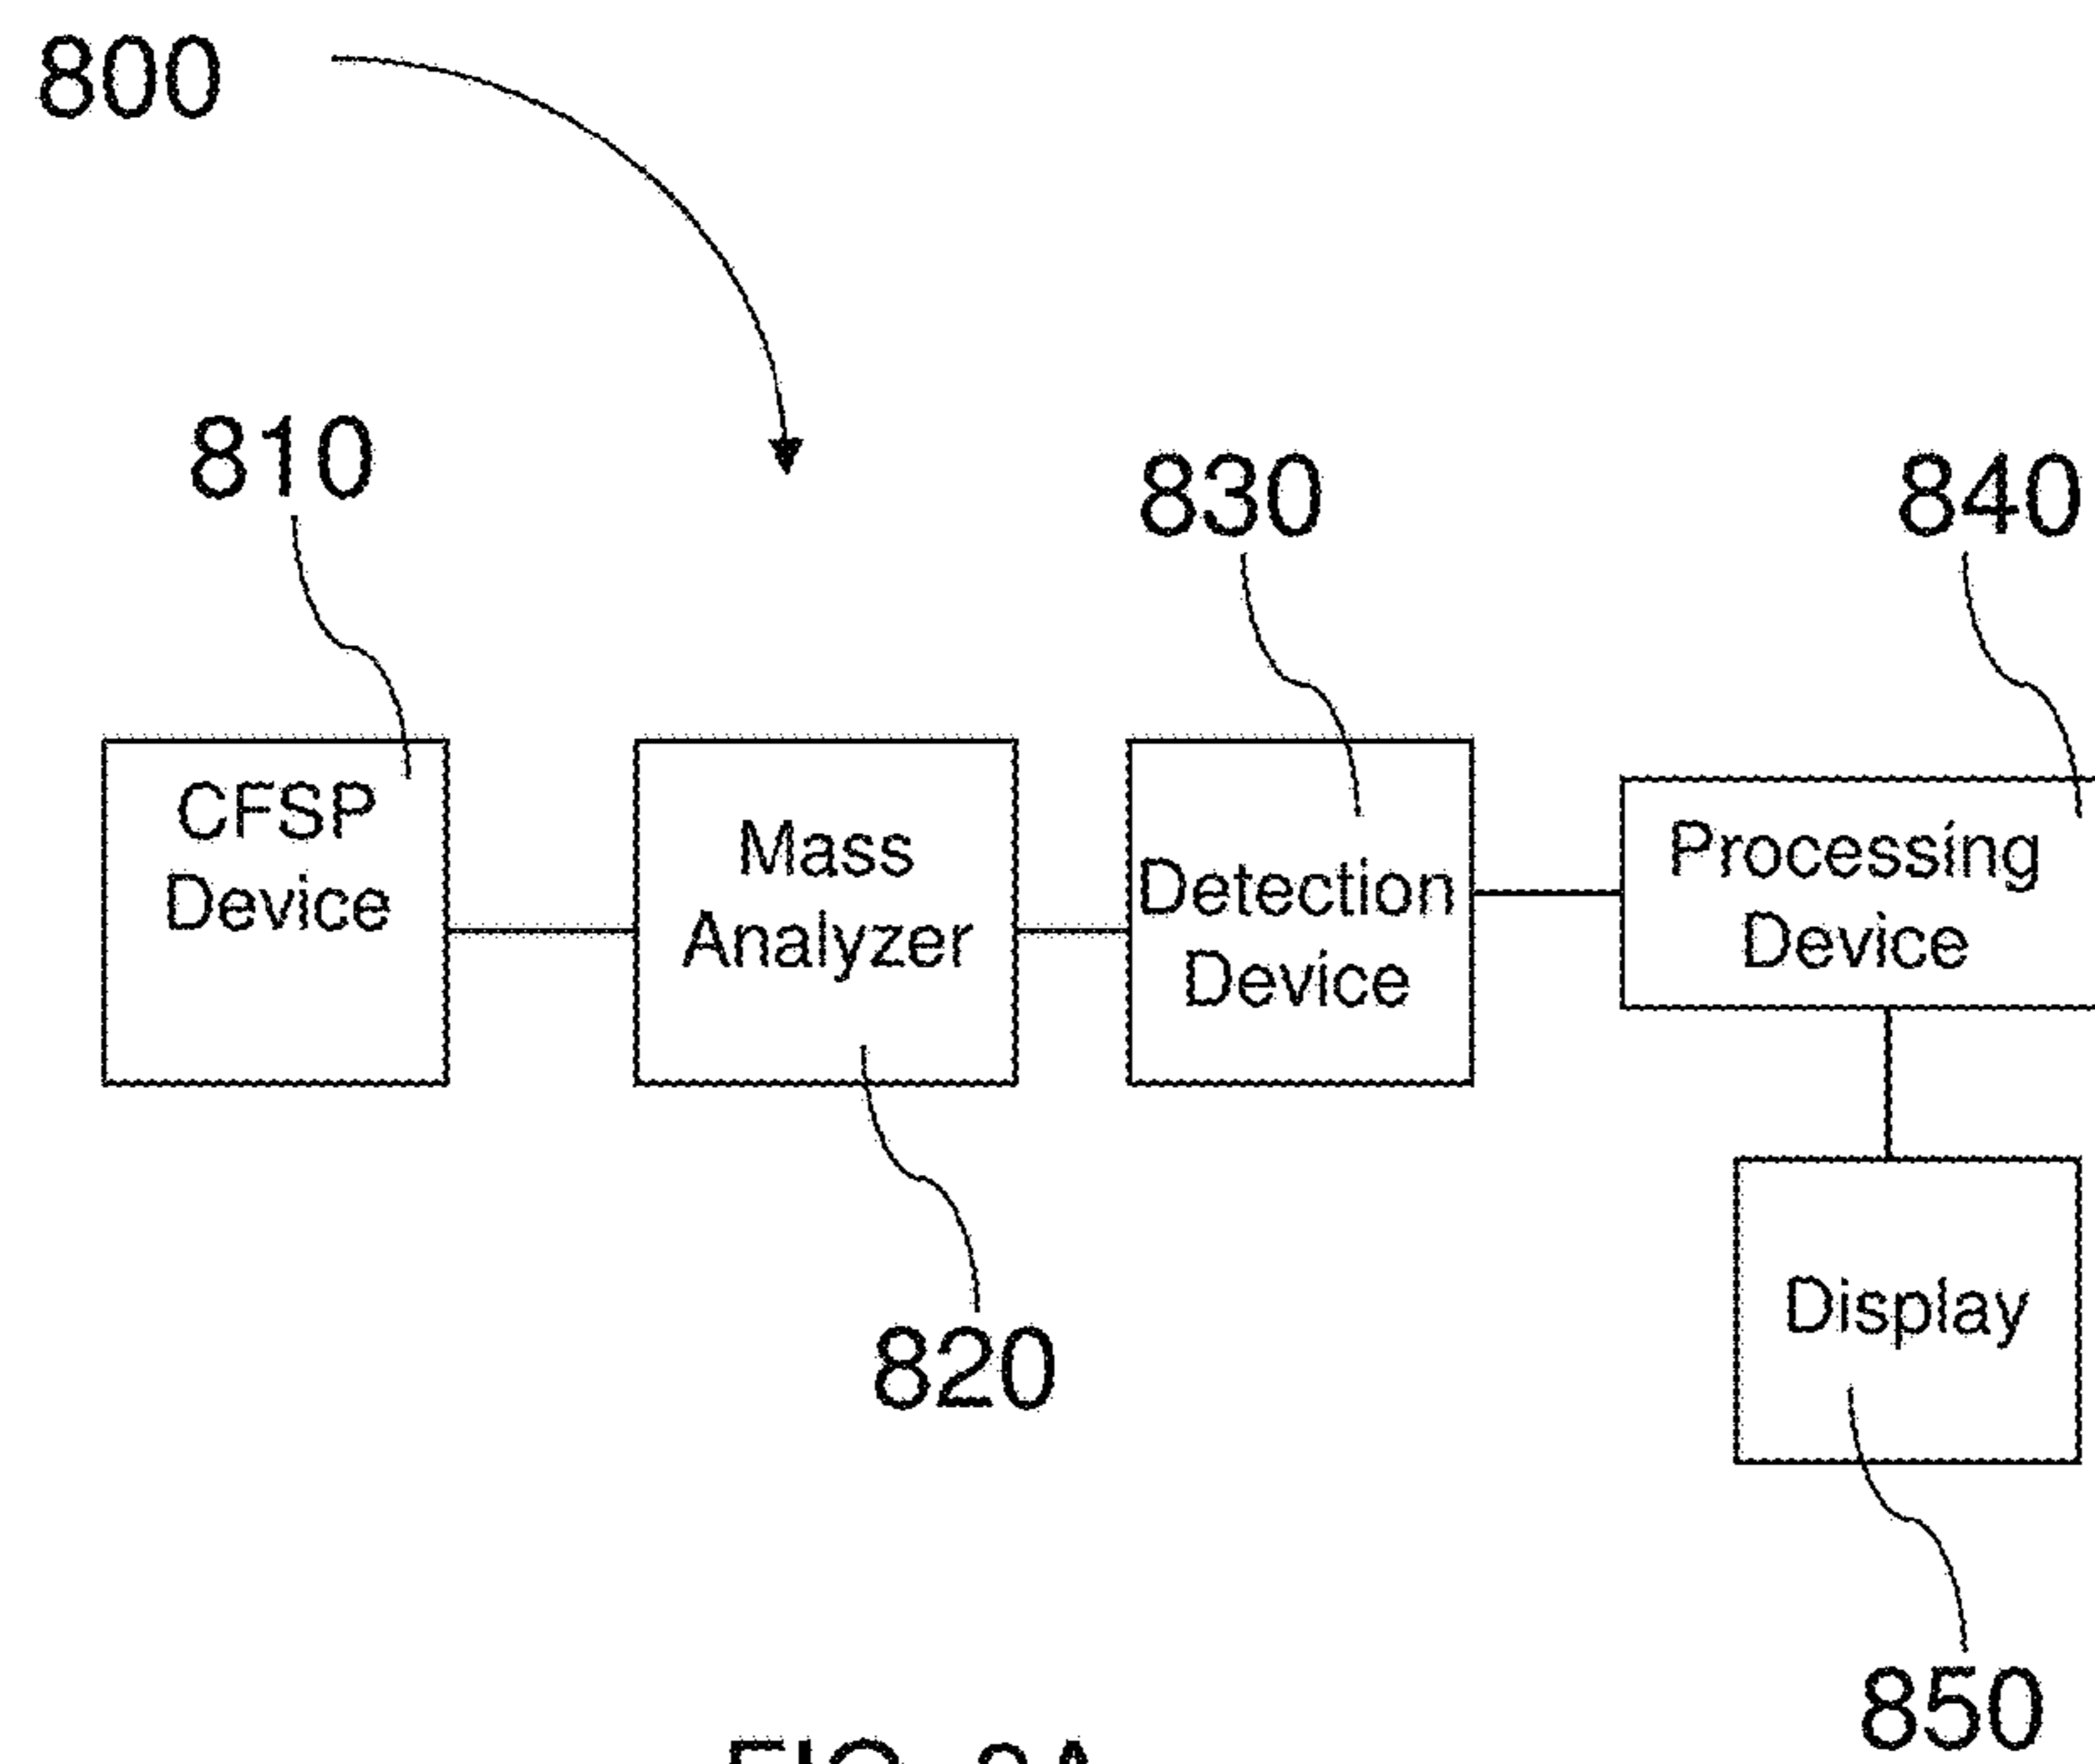 800
810
830
840
CFSP
Device
Mass
Analyzer
Detection
Device
Processing
Device
820
Display
850